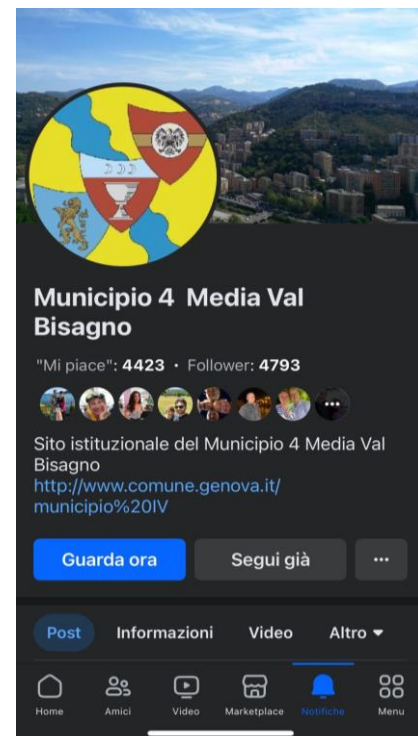 Municipio 4 Media Val
Bisagno
"Mi piace": 4423 • Follower: 4793
Sito istituzionale del Municipio 4 Media Val
Bisagno
http://www.comune.genova.it/
municipio%20IV
Guarda ora
Segui già
Post
Informazioni
Video
Altro
Home
Amici
Video
Marketplace
Notifiche
Menu